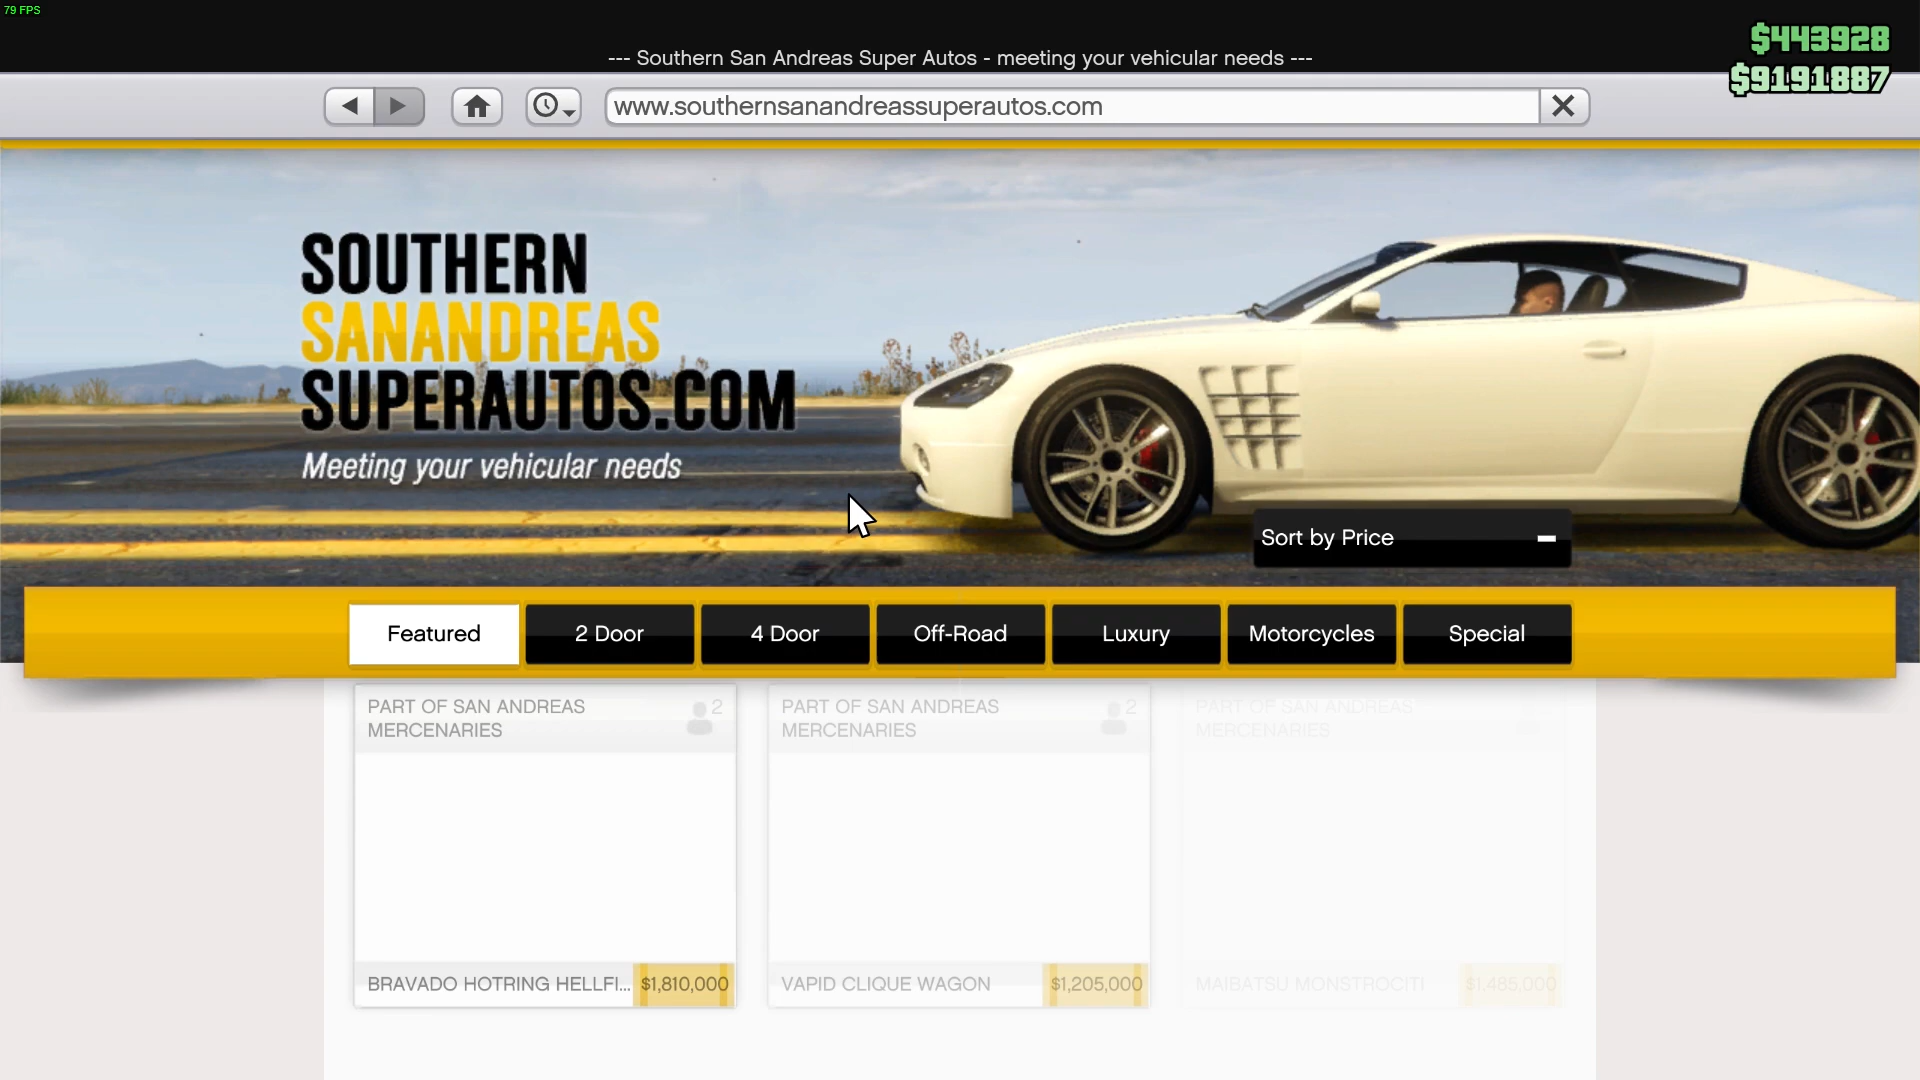 79 FPS
$443928
--- Southern San Andreas Super Autos - meeting your vehicular needs ---
$9191887
www.southernsanandreassuperautos.com
SOUTHERN
SANANDREAS
SUPERAUTOS.COM
Meeting your vehicular needs
Sort by Price
Featured
2 Door
4 Door
Off-Road
Luxury
Motorcycles
Special
PART OF SAN ANDREAS
MERCENARIES
2
PART OF SAN ANDREAS
MERCENARIES
2
PART OF SAN ANDREAS
MERCENARIES
BRAVADO HOTRING HELLFI...
$1,810,000
VAPID CLIQUE WAGON
$1,205,000
MAIBATSU MONSTROCITI
$1,485,000